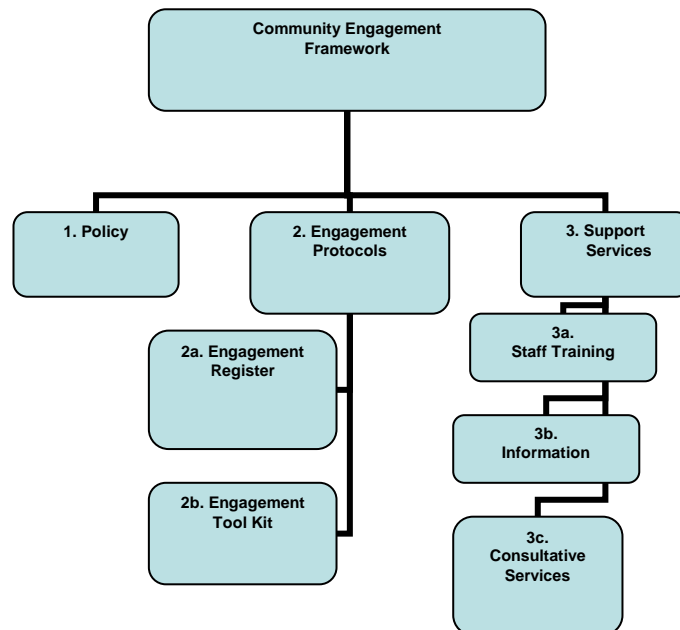 Community Engagement
Framework
1. Policy
2. Engagement
Protocols
3. Support
Services
2a. Engagement
Register
3a.
Staff Training
3b.
Information
2b. Engagement
Tool Kit
3c.
Consultative
Services